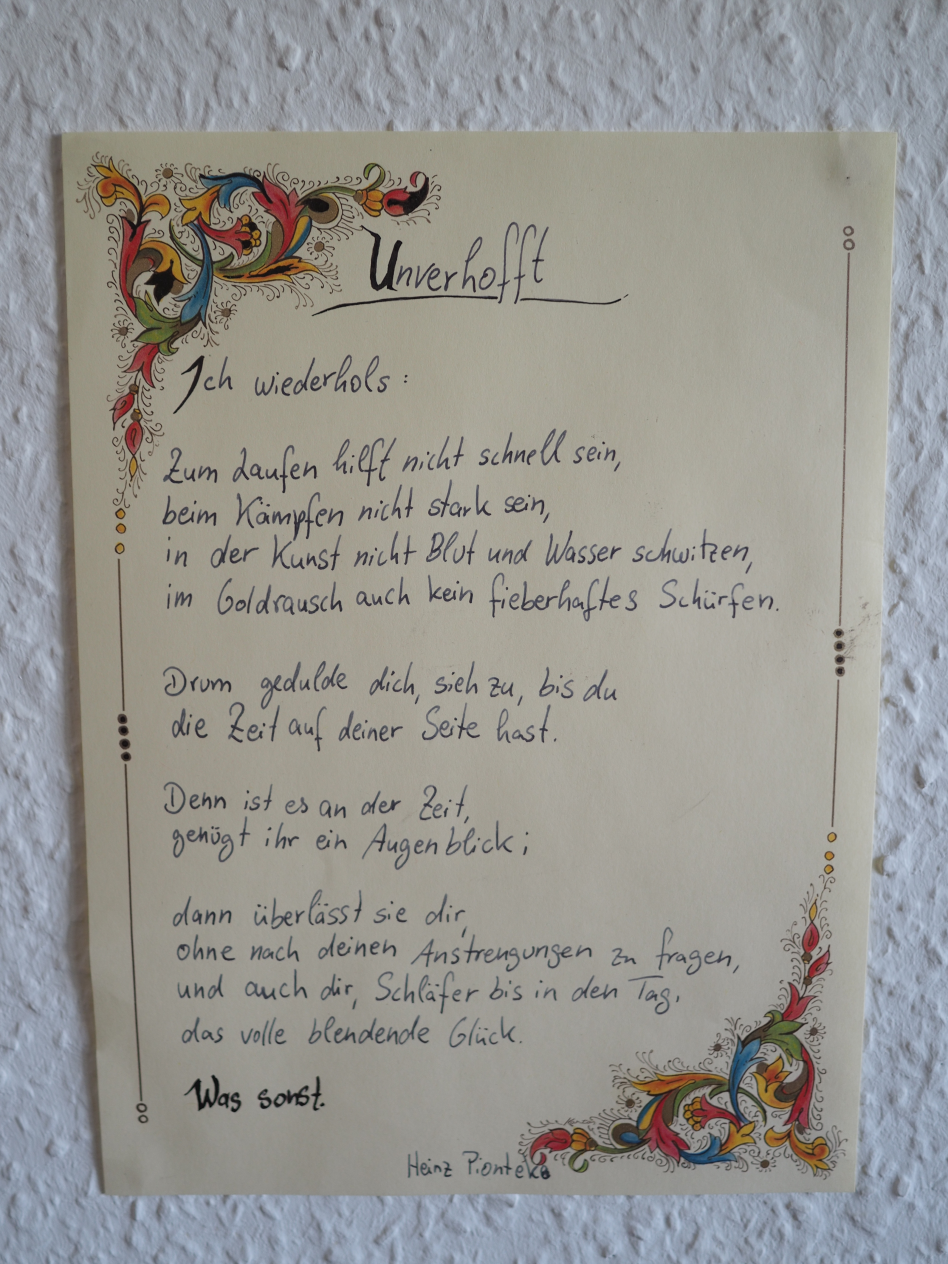 Unverhofft
Ich wiederhols:
Zum Laufen hilft nicht schnell sein,
beim Kämpfen nicht stark sein,
in der Kunst nicht Blut und Wasser schwitzen,
im Goldrausch auch kein fieberhaftes Schürfen.
Drum gedulde dich, sieh zu, bis du
die Zeit auf deiner Seite hast.
Denn ist es an der Zeit,
genügt ihr ein Augenblick;
dann überlässt sie dir,
ohne nach deinen Anstrengungen zu fragen,
und auch dir, Schläfer bis in den Tag,
das volle blendende Glück.
Was sonst.
Heinz Piontek